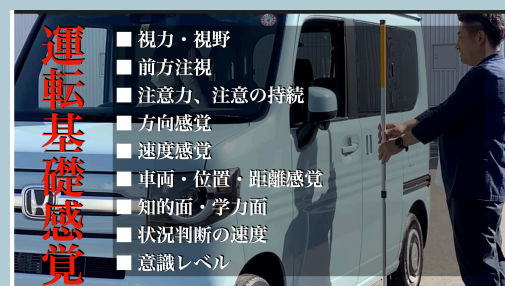 運転基礎感覚
■ 視力・視野
■ 前方注視
■ 注意力、注意の持続
■ 方向感覚
■ 速度感覚
■ 車両・位置・距離感覚
■ 知的面・学力面
■ 状況判断の速度
■ 意識レベル